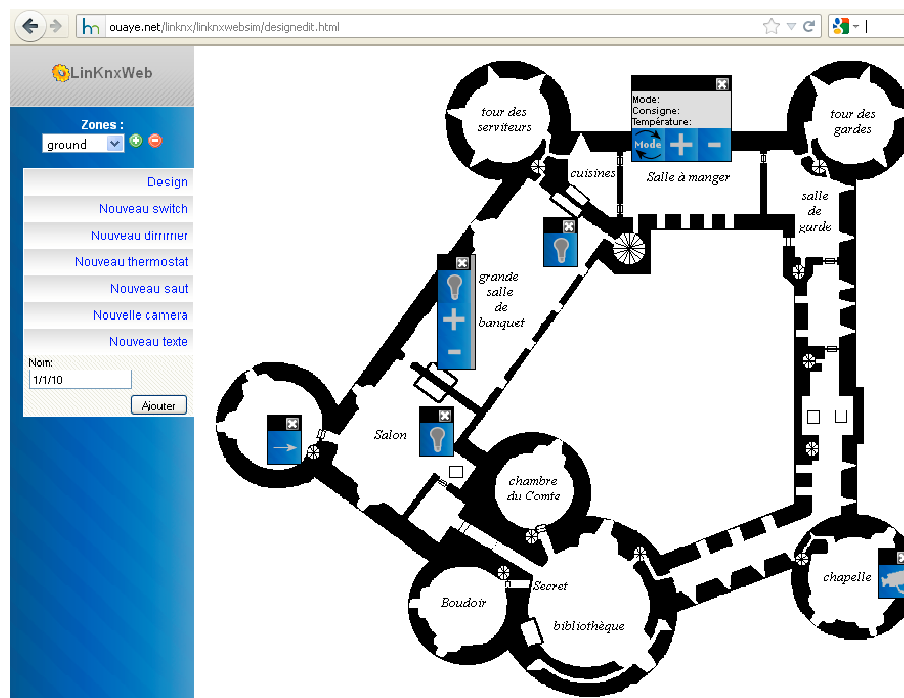 ouaye.net/linknx/linknxwebsim/designedit.html
LinKnxWeb
Zones :
ground
Design
Nouveau switch
Nouveau dimmer
Nouveau thermostat
Nouveau saut
Nouvelle camera
Nouveau texte
Nom:
1/1/10
Ajouter
tour des
serviteurs
Mode:
Consigne:
Température:
Mode
tour des
gardes
cuisines
Salle à manger
salle
de
garde
grande
salle
de
banquet
Salon
chambre
du Comte
Secret
Boudoir
bibliothèque
chapelle